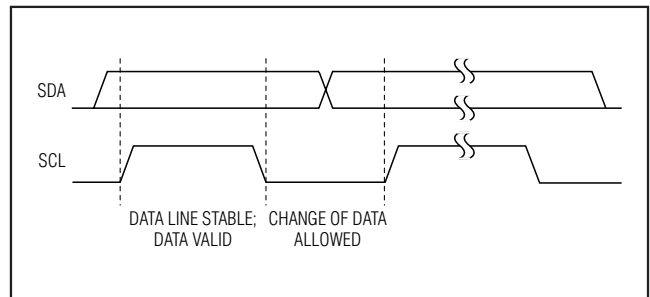 SDA
SCL
DATA LINE STABLE;
DATA VALID
CHANGE OF DATA
ALLOWED